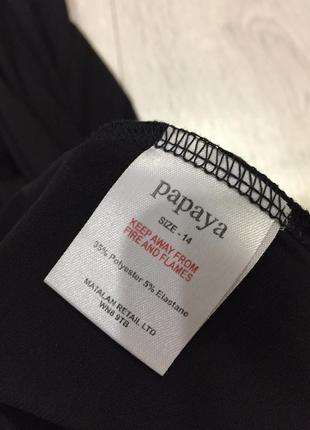 papaya
SIZE - 14
KEEP AWAY FROM
FIRE AND FLAMES
95% Polyester 5% Elastane
MATALAN RETAIL LTD
WN8 9TB